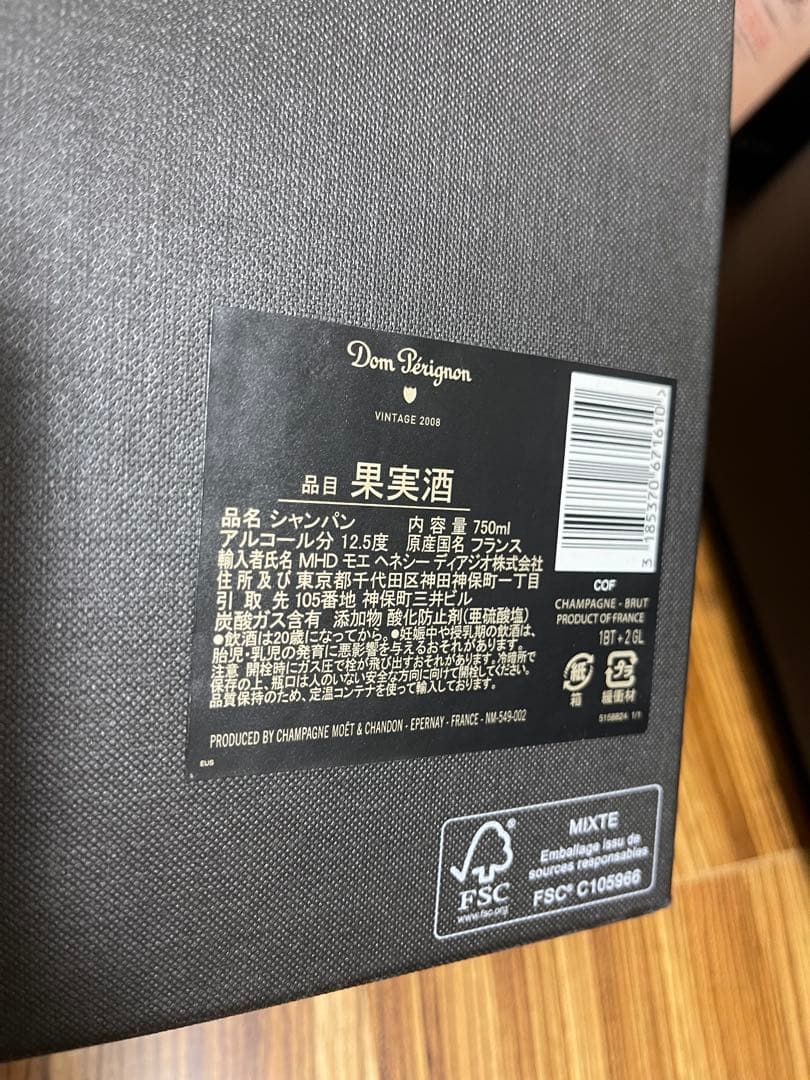 Dom Pérignon
VINTAGE 2008
品目 果実酒
品名 シャンパン 内容量 750ml
アルコール分 12.5度 原産国名 フランス
輸入者氏名 MHD モエ ヘネシー ディアジオ株式会社
住所及び 東京都千代田区神田神保町一丁目
引取先 105番地 神保町三井ビル
炭酸ガス含有 添加物 酸化防止剤(亜硫酸塩)
●飲酒は20歳になってから。●妊娠中や授乳期の飲酒は、
胎児・乳児の発育に悪影響を与えるおそれがあります。
注意 開栓時にガス圧で栓が飛び出すおそれがあります。冷暗所で
保存の上、瓶口は人のいない安全な方向に向けて開栓してください。
品質保持のため、定温コンテナを使って輸入しております。
PRODUCED BY CHAMPAGNE MOËT & CHANDON - EPERNAY - FRANCE - NM-549-002
EUS
3 185370 671610
COF
CHAMPAGNE - BRUT
PRODUCT OF FRANCE
1BT + 2 GL
紙 プラ
箱 緩衝材
5158824 1/1
FSC®
www.fsc.org
MIXTE
Emballage issu de
sources responsables
FSC® C105966